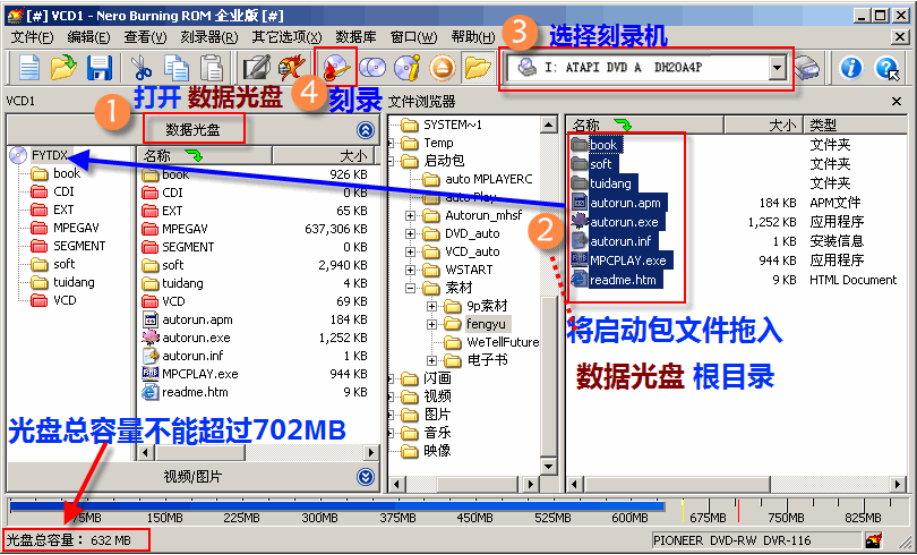 [#] VCD1 - Nero Burning ROM 企业版 [#]
文件(F) 编辑(E) 查看(V) 刻录器(R) 其它选项(X) 数据库 窗口(W) 帮助(H)
3 选择刻录机
I: ATAPI DVD A DH20A4P
VCD1
1 打开 数据光盘
4 刻录
文件浏览器
数据光盘
FYTDX
book
CDI
EXT
MPEGAV
SEGMENT
soft
tuidang
VCD
名称 大小
book 926 KB
CDI 0 KB
EXT 65 KB
MPEGAV 637,306 KB
SEGMENT 0 KB
soft 2,940 KB
tuidang 4 KB
VCD 69 KB
autorun.apm 184 KB
autorun.exe 1,252 KB
autorun.inf 1 KB
MPCPLAY.exe 944 KB
readme.htm 9 KB
SYSTEM~1
Temp
启动包
auto MPLAYERC
auto Play
Autorun_mhsf
DVD_auto
VCD_auto
WSTART
素材
9p素材
fengyu
WeTellFuture
电子书
闪画
视频
图片
音乐
映像
名称 大小 类型
book 文件夹
soft 文件夹
tuidang 文件夹
autorun.apm 184 KB APM文件
autorun.exe 1,252 KB 应用程序
autorun.inf 1 KB 安装信息
MPCPLAY.exe 944 KB 应用程序
readme.htm 9 KB HTML Document
2
将启动包文件拖入
数据光盘 根目录
光盘总容量不能超过702MB
视频/图片
75MB 150MB 225MB 300MB 375MB 450MB 525MB 600MB 675MB 750MB 825MB
光盘总容量： 632 MB
PIONEER DVD-RW DVR-116